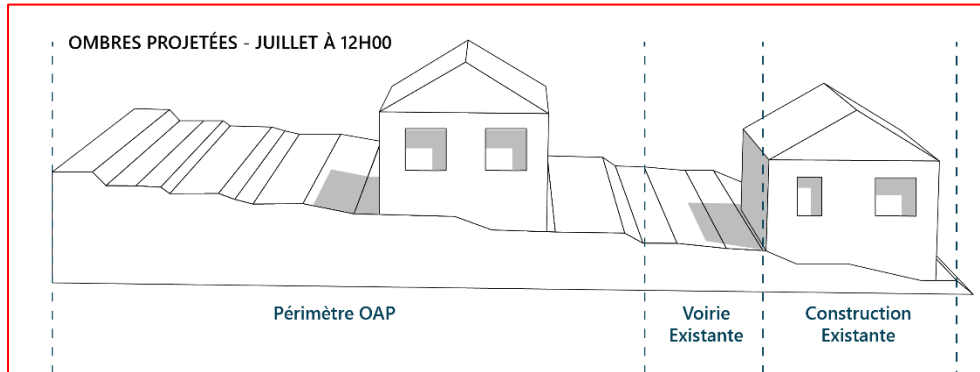 OMBRES PROJETÉES - JUILLET À 12H00
Périmètre OAP
Voirie
Existante
Construction
Existante